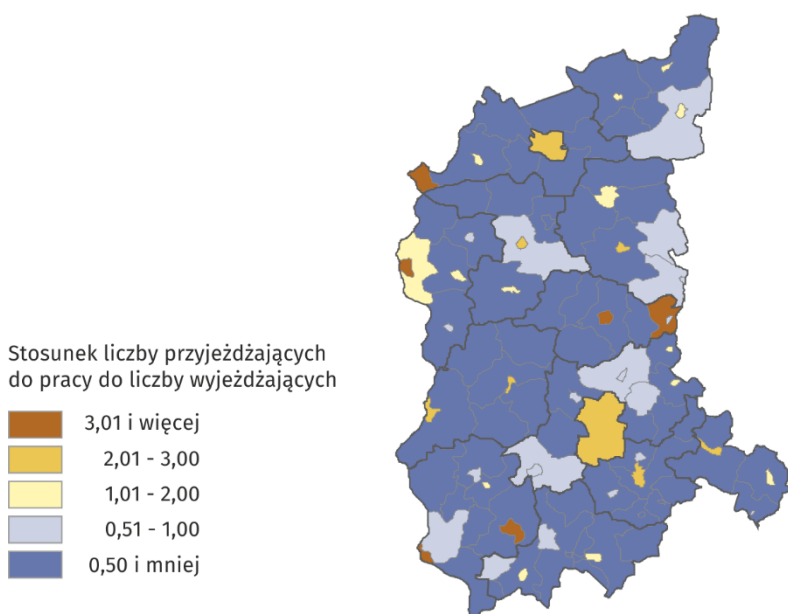 Stosunek liczby przyjeżdżających
do pracy do liczby wyjeżdżających
3,01 i więcej
2,01 - 3,00
1,01 - 2,00
0,51 - 1,00
0,50 i mniej